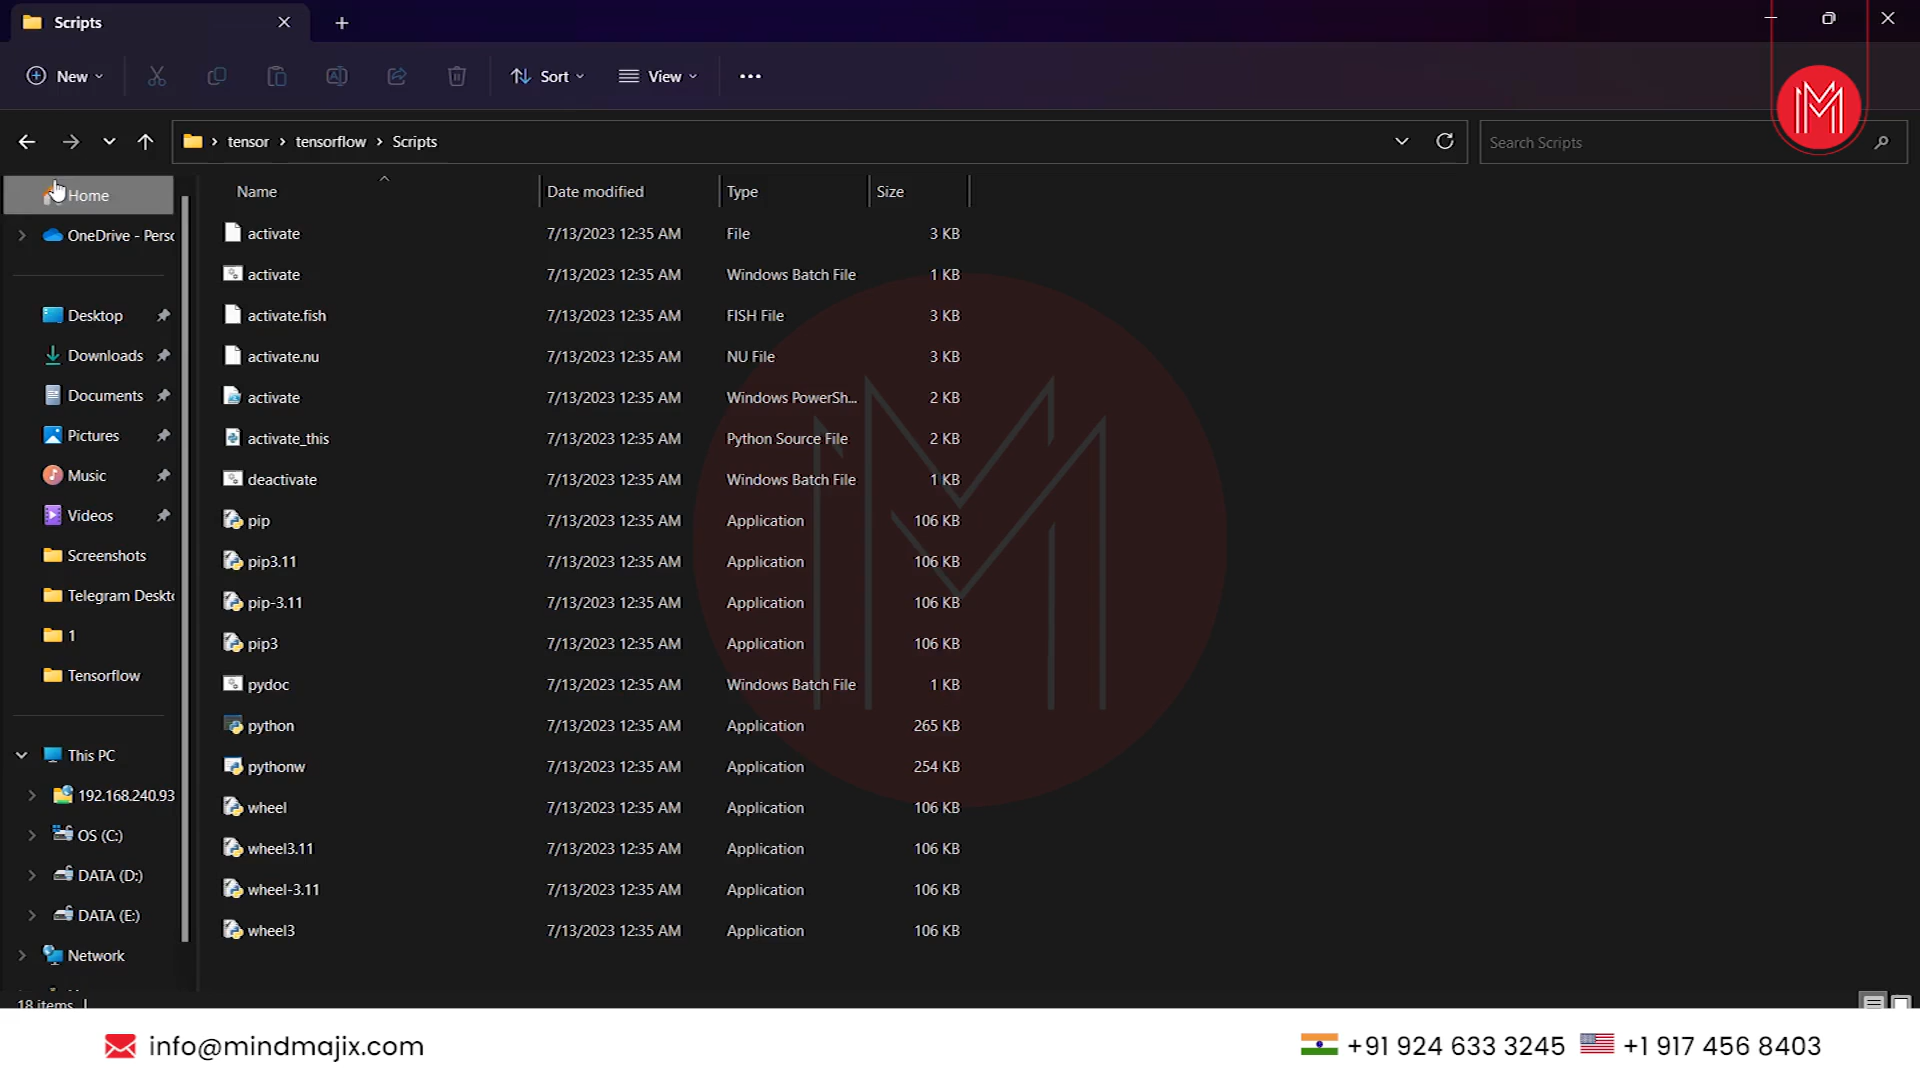 Scripts
New
Sort
View
tensor > tensorflow > Scripts
Search Scripts
Home
OneDrive - Perso
Desktop
Downloads
Documents
Pictures
Music
Videos
Screenshots
Telegram Deskto
1
Tensorflow
This PC
192.168.240.93
OS (C:)
DATA (D:)
DATA (E:)
Network
Name Date modified Type Size
activate 7/13/2023 12:35 AM File 3 KB
activate 7/13/2023 12:35 AM Windows Batch File 1 KB
activate.fish 7/13/2023 12:35 AM FISH File 3 KB
activate.nu 7/13/2023 12:35 AM NU File 3 KB
activate 7/13/2023 12:35 AM Windows PowerSh... 2 KB
activate_this 7/13/2023 12:35 AM Python Source File 2 KB
deactivate 7/13/2023 12:35 AM Windows Batch File 1 KB
pip 7/13/2023 12:35 AM Application 106 KB
pip3.11 7/13/2023 12:35 AM Application 106 KB
pip-3.11 7/13/2023 12:35 AM Application 106 KB
pip3 7/13/2023 12:35 AM Application 106 KB
pydoc 7/13/2023 12:35 AM Windows Batch File 1 KB
python 7/13/2023 12:35 AM Application 265 KB
pythonw 7/13/2023 12:35 AM Application 254 KB
wheel 7/13/2023 12:35 AM Application 106 KB
wheel3.11 7/13/2023 12:35 AM Application 106 KB
wheel-3.11 7/13/2023 12:35 AM Application 106 KB
wheel3 7/13/2023 12:35 AM Application 106 KB
18 items
info@mindmajix.com
+91 924 633 3245 +1 917 456 8403